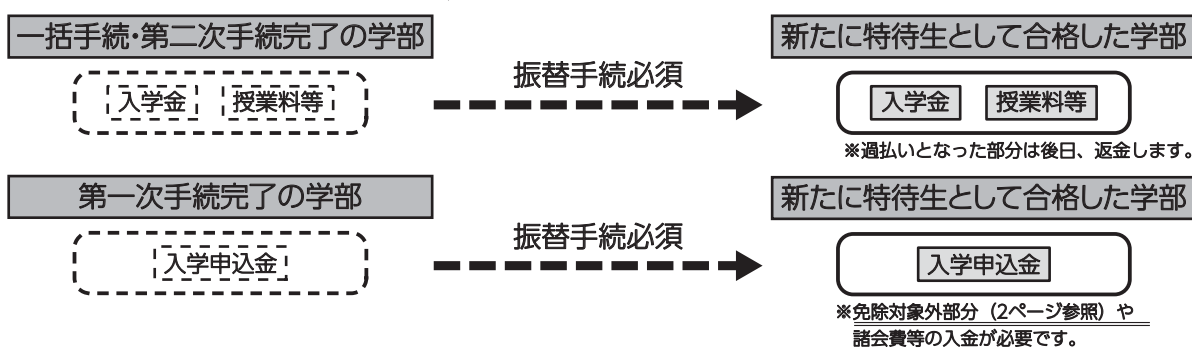 一括手続・第二次手続完了の学部
入学金 授業料等
振替手続必須
新たに特待生として合格した学部
入学金 授業料等
※過払いとなった部分は後日、返金します。
第一次手続完了の学部
入学申込金
振替手続必須
新たに特待生として合格した学部
入学申込金
※免除対象外部分（2ページ参照）や
諸会費等の入金が必要です。